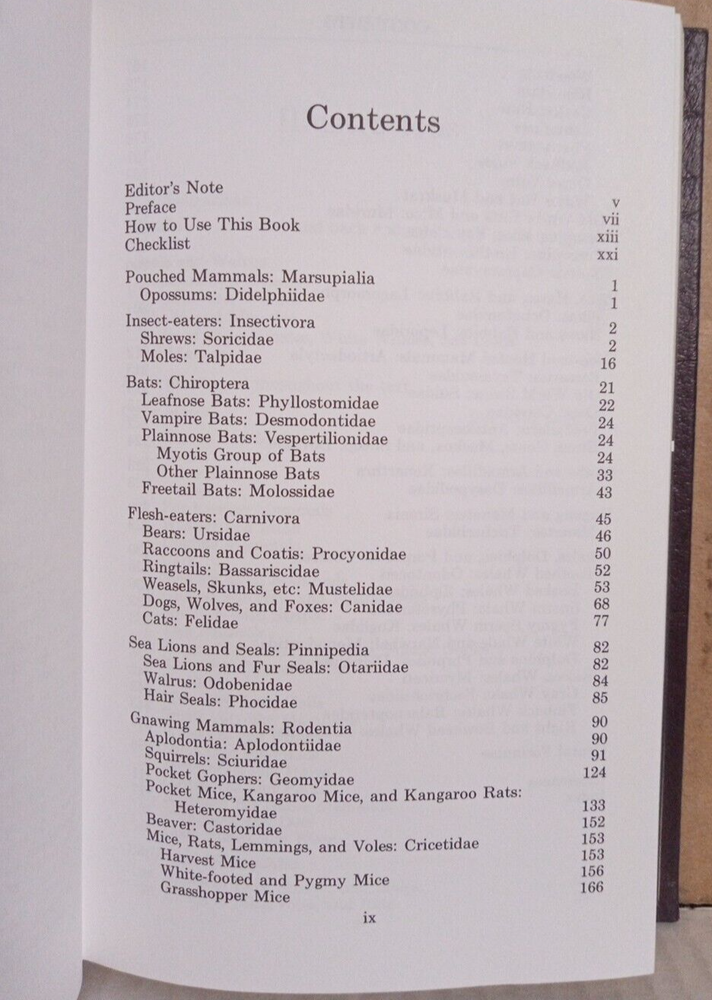 Contents
Editor's Note v
Preface vii
How to Use This Book xiii
Checklist xxi
Pouched Mammals: Marsupialia 1
Opossums: Didelphiidae 1
Insect-eaters: Insectivora 2
Shrews: Soricidae 2
Moles: Talpidae 16
Bats: Chiroptera 21
Leafnose Bats: Phyllostomidae 22
Vampire Bats: Desmodontidae 24
Plainnose Bats: Vespertilionidae 24
Myotis Group of Bats 24
Other Plainnose Bats 33
Freetail Bats: Molossidae 43
Flesh-eaters: Carnivora 45
Bears: Ursidae 46
Raccoons and Coatis: Procyonidae 50
Ringtails: Bassariscidae 52
Weasels, Skunks, etc: Mustelidae 53
Dogs, Wolves, and Foxes: Canidae 68
Cats: Felidae 77
Sea Lions and Seals: Pinnipedia 82
Sea Lions and Fur Seals: Otariidae 82
Walrus: Odobenidae 84
Hair Seals: Phocidae 85
Gnawing Mammals: Rodentia 90
Aplodontia: Aplodontiidae 90
Squirrels: Sciuridae 91
Pocket Gophers: Geomyidae 124
Pocket Mice, Kangaroo Mice, and Kangaroo Rats:
Heteromyidae 133
Beaver: Castoridae 152
Mice, Rats, Lemmings, and Voles: Cricetidae 153
Harvest Mice 153
White-footed and Pygmy Mice 156
Grasshopper Mice 166
ix